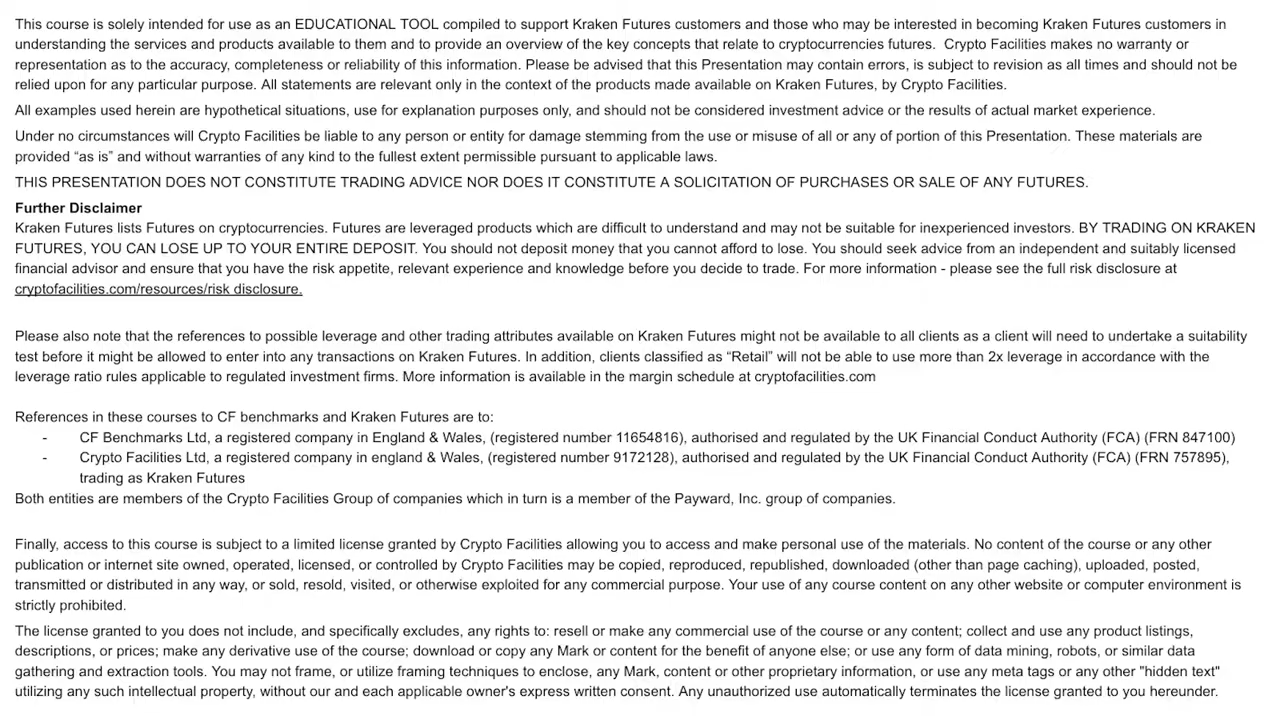 This course is solely intended for use as an EDUCATIONAL TOOL compiled to support Kraken Futures customers and those who may be interested in becoming Kraken Futures customers in
understanding the services and products available to them and to provide an overview of the key concepts that relate to cryptocurrencies futures.  Crypto Facilities makes no warranty or
representation as to the accuracy, completeness or reliability of this information. Please be advised that this Presentation may contain errors, is subject to revision as all times and should not be
relied upon for any particular purpose. All statements are relevant only in the context of the products made available on Kraken Futures, by Crypto Facilities.
All examples used herein are hypothetical situations, use for explanation purposes only, and should not be considered investment advice or the results of actual market experience.
Under no circumstances will Crypto Facilities be liable to any person or entity for damage stemming from the use or misuse of all or any of portion of this Presentation. These materials are
provided “as is” and without warranties of any kind to the fullest extent permissible pursuant to applicable laws.
THIS PRESENTATION DOES NOT CONSTITUTE TRADING ADVICE NOR DOES IT CONSTITUTE A SOLICITATION OF PURCHASES OR SALE OF ANY FUTURES.
Further Disclaimer
Kraken Futures lists Futures on cryptocurrencies. Futures are leveraged products which are difficult to understand and may not be suitable for inexperienced investors. BY TRADING ON KRAKEN
FUTURES, YOU CAN LOSE UP TO YOUR ENTIRE DEPOSIT. You should not deposit money that you cannot afford to lose. You should seek advice from an independent and suitably licensed
financial advisor and ensure that you have the risk appetite, relevant experience and knowledge before you decide to trade. For more information - please see the full risk disclosure at
cryptofacilities.com/resources/risk disclosure.
Please also note that the references to possible leverage and other trading attributes available on Kraken Futures might not be available to all clients as a client will need to undertake a suitability
test before it might be allowed to enter into any transactions on Kraken Futures. In addition, clients classified as “Retail” will not be able to use more than 2x leverage in accordance with the
leverage ratio rules applicable to regulated investment firms. More information is available in the margin schedule at cryptofacilities.com
References in these courses to CF benchmarks and Kraken Futures are to:
- CF Benchmarks Ltd, a registered company in England & Wales, (registered number 11654816), authorised and regulated by the UK Financial Conduct Authority (FCA) (FRN 847100)
- Crypto Facilities Ltd, a registered company in england & Wales, (registered number 9172128), authorised and regulated by the UK Financial Conduct Authority (FCA) (FRN 757895),
trading as Kraken Futures
Both entities are members of the Crypto Facilities Group of companies which in turn is a member of the Payward, Inc. group of companies.
Finally, access to this course is subject to a limited license granted by Crypto Facilities allowing you to access and make personal use of the materials. No content of the course or any other
publication or internet site owned, operated, licensed, or controlled by Crypto Facilities may be copied, reproduced, republished, downloaded (other than page caching), uploaded, posted,
transmitted or distributed in any way, or sold, resold, visited, or otherwise exploited for any commercial purpose. Your use of any course content on any other website or computer environment is
strictly prohibited.
The license granted to you does not include, and specifically excludes, any rights to: resell or make any commercial use of the course or any content; collect and use any product listings,
descriptions, or prices; make any derivative use of the course; download or copy any Mark or content for the benefit of anyone else; or use any form of data mining, robots, or similar data
gathering and extraction tools. You may not frame, or utilize framing techniques to enclose, any Mark, content or other proprietary information, or use any meta tags or any other "hidden text"
utilizing any such intellectual property, without our and each applicable owner's express written consent. Any unauthorized use automatically terminates the license granted to you hereunder.